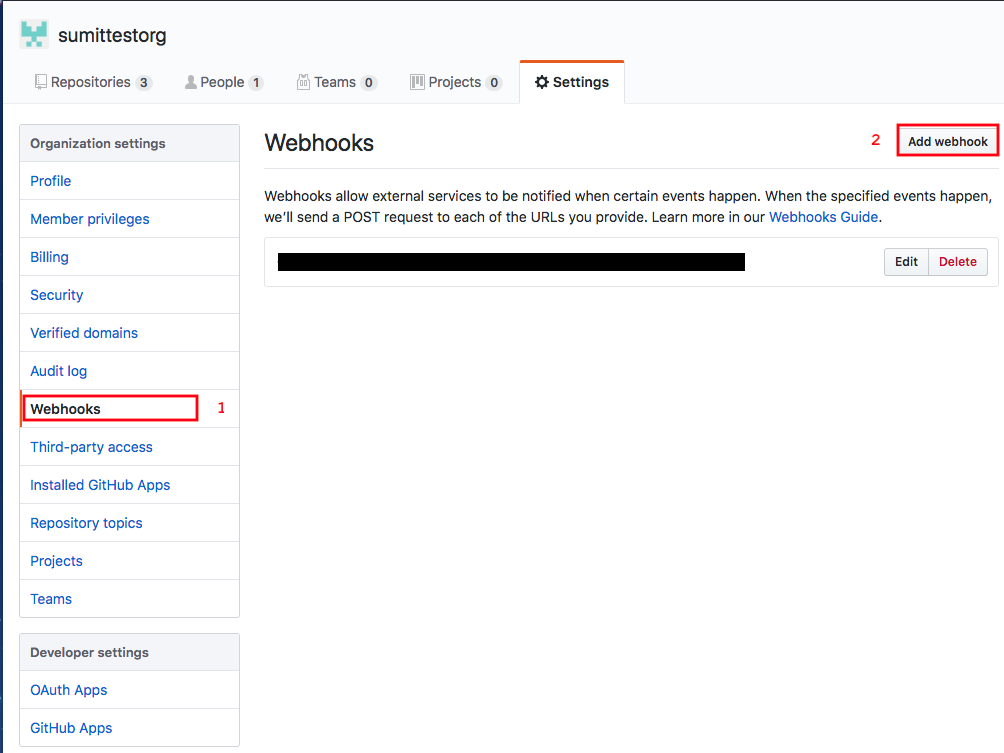 sumittestorg
Repositories 3 People 1 Teams 0 Projects 0 Settings
Organization settings
Profile
Member privileges
Billing
Security
Verified domains
Audit log
Webhooks 1
Third-party access
Installed GitHub Apps
Repository topics
Projects
Teams
Developer settings
OAuth Apps
GitHub Apps
Webhooks 2 Add webhook
Webhooks allow external services to be notified when certain events happen. When the specified events happen,
we’ll send a POST request to each of the URLs you provide. Learn more in our Webhooks Guide.
Edit Delete